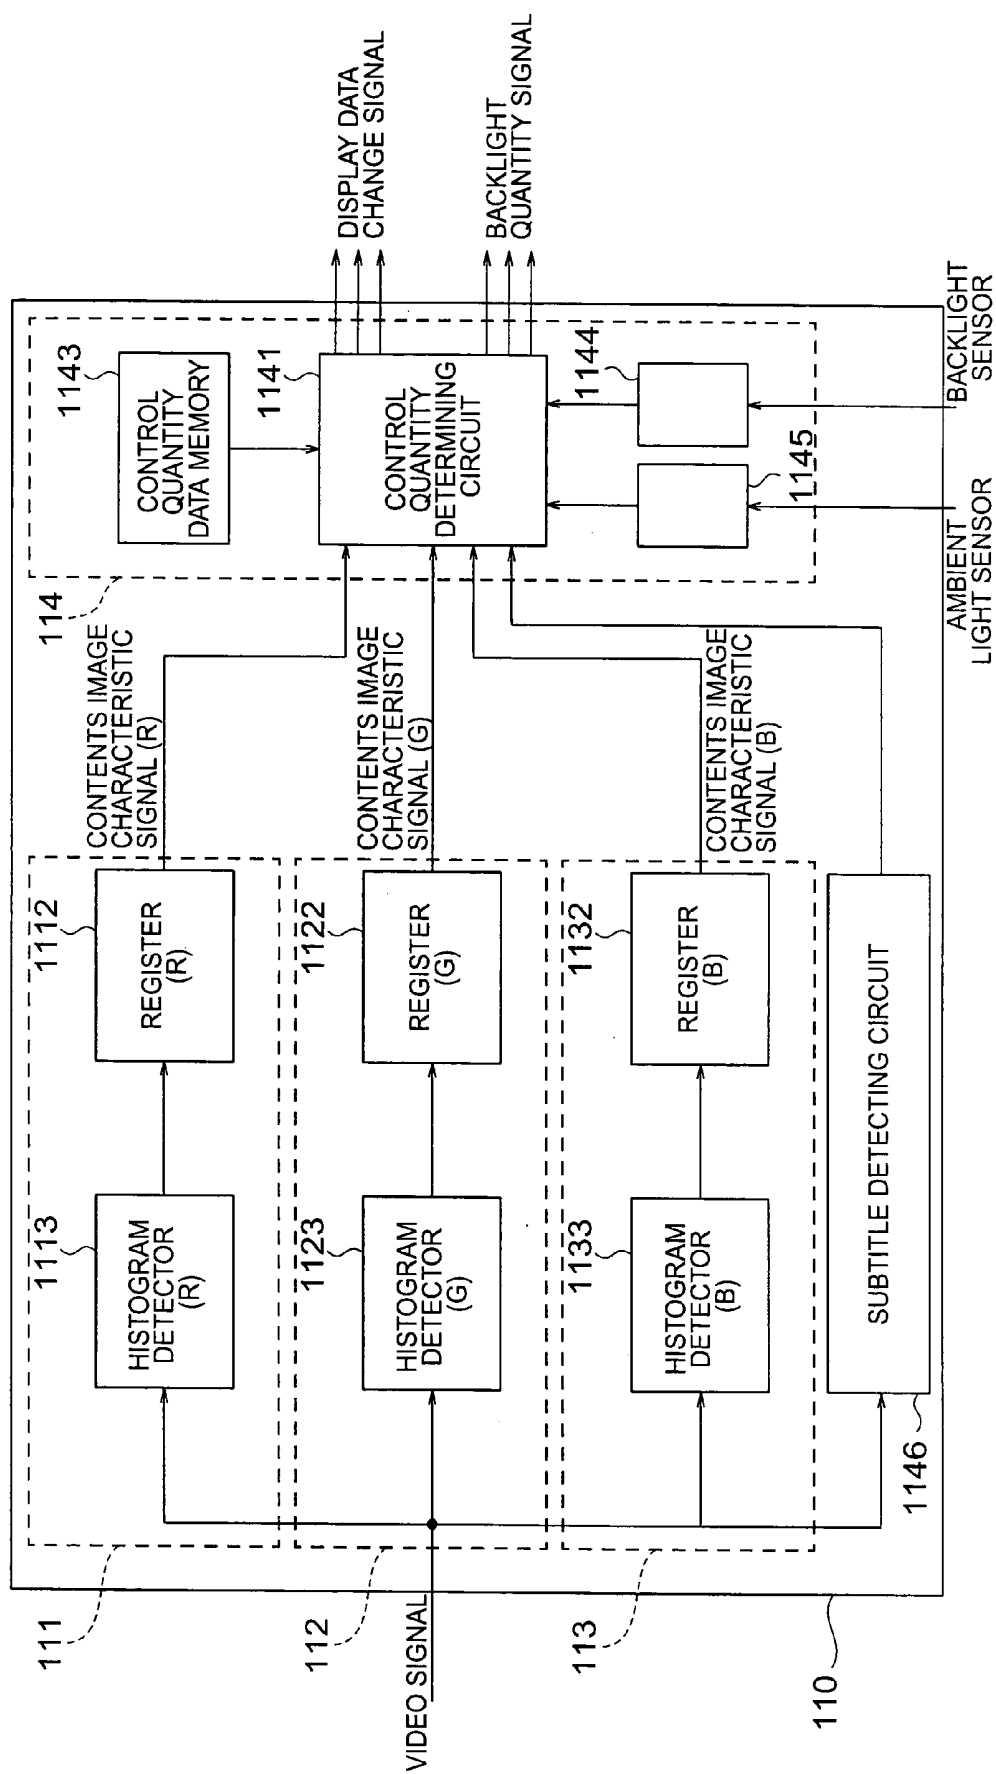 VIDEO SIGNAL
110
111
1113
HISTOGRAM
DETECTOR
(R)
1112
REGISTER
(R)
CONTENTS IMAGE
CHARACTERISTIC
SIGNAL (R)
112
1123
HISTOGRAM
DETECTOR
(G)
1122
REGISTER
(G)
CONTENTS IMAGE
CHARACTERISTIC
SIGNAL (G)
113
1133
HISTOGRAM
DETECTOR
(B)
1132
REGISTER
(B)
CONTENTS IMAGE
CHARACTERISTIC
SIGNAL (B)
1146
SUBTITLE DETECTING CIRCUIT
114
1143
CONTROL
QUANTITY
DATA MEMORY
1141
CONTROL
QUANTITY
DETERMINING
CIRCUIT
1144
1145
DISPLAY DATA
CHANGE SIGNAL
BACKLIGHT
QUANTITY SIGNAL
AMBIENT
LIGHT SENSOR
BACKLIGHT
SENSOR